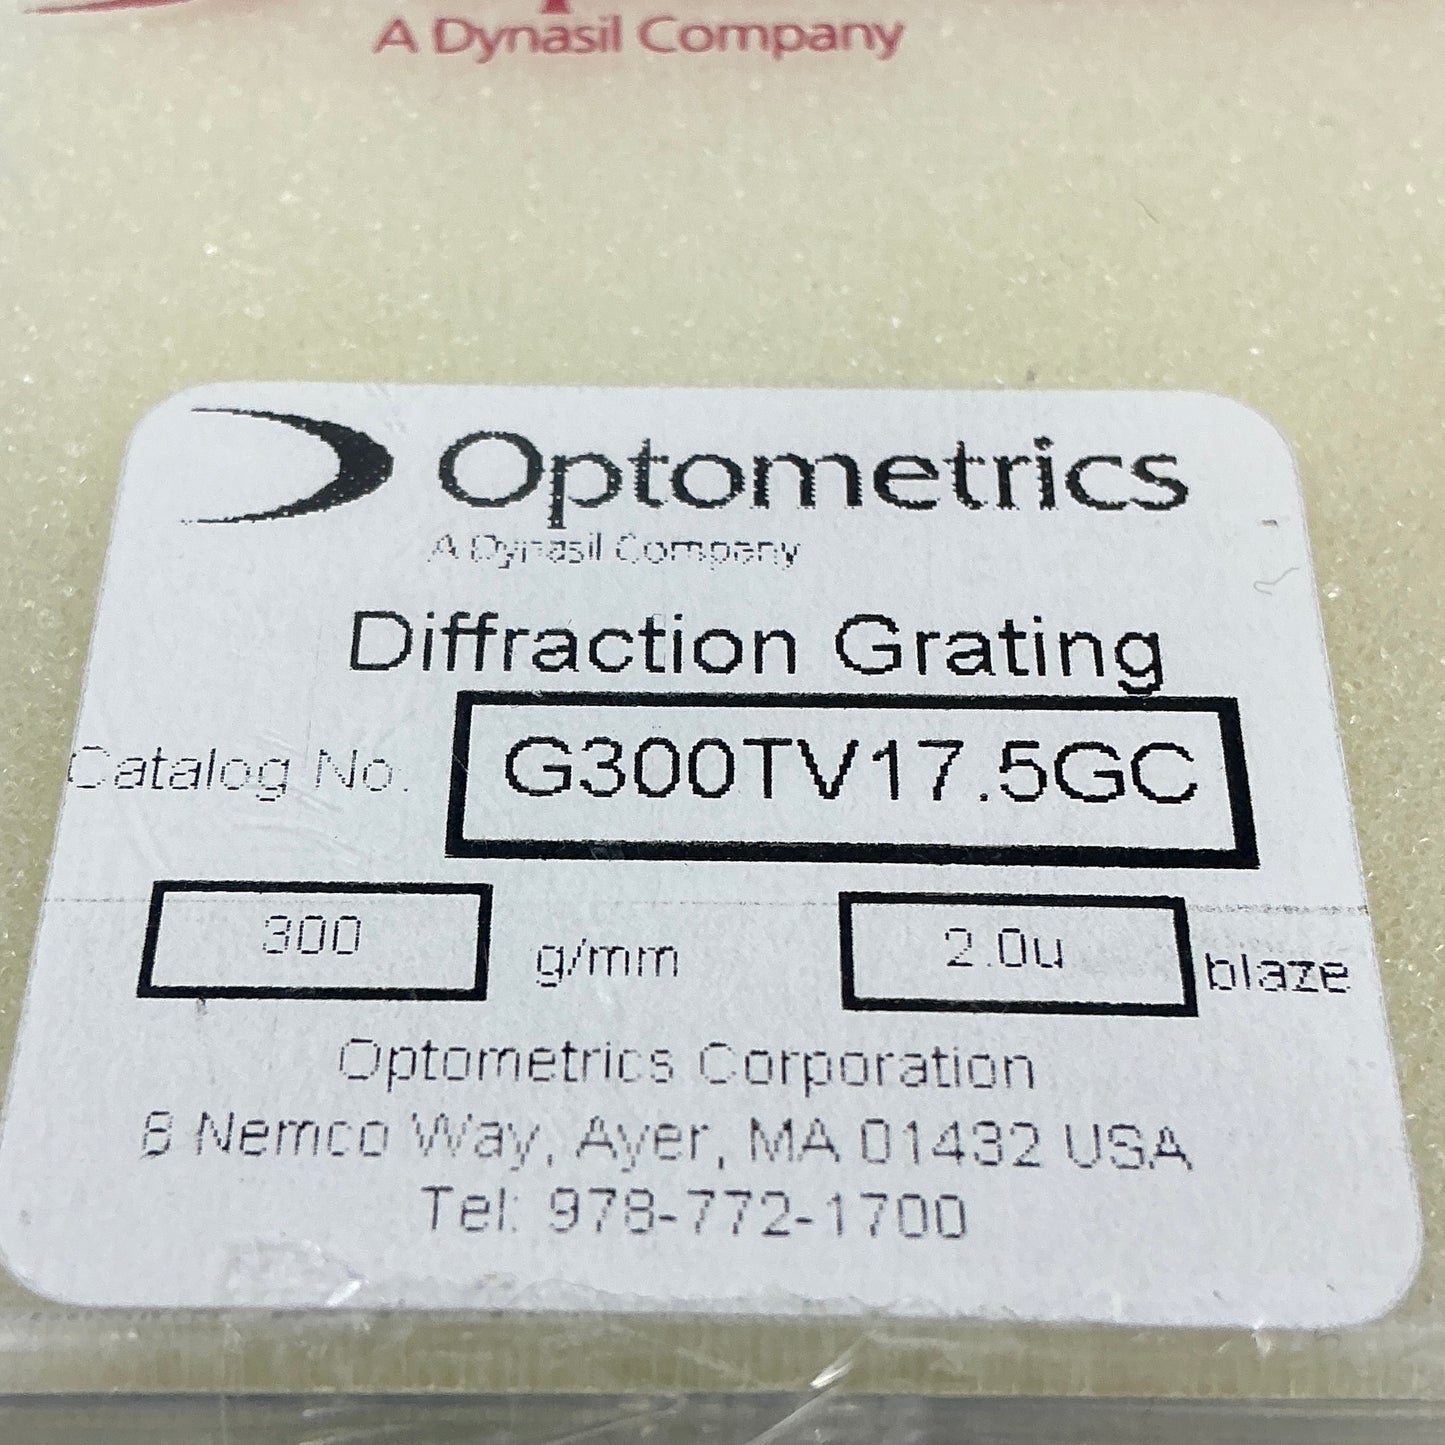 A Dynasil Company
Optometrics
A Dynasil Company
Diffraction Grating
Catalog No. G300TV17.5GC
300 g/mm 2.0u blaze
Optometrics Corporation
8 Nemco Way, Ayer, MA 01432 USA
Tel: 978-772-1700